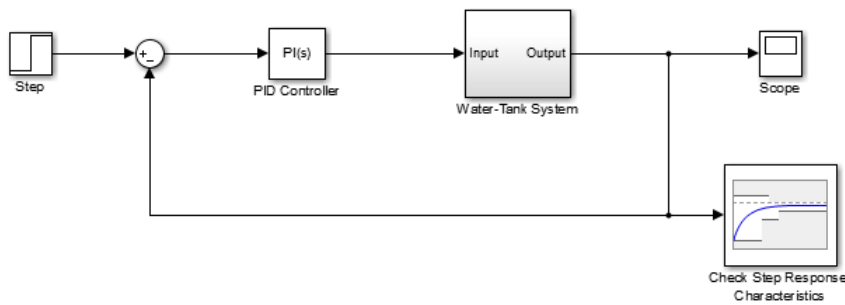 Step
+
-
PI(s)
PID Controller
Input
Output
Water-Tank System
Scope
Check Step Response
Characteristics